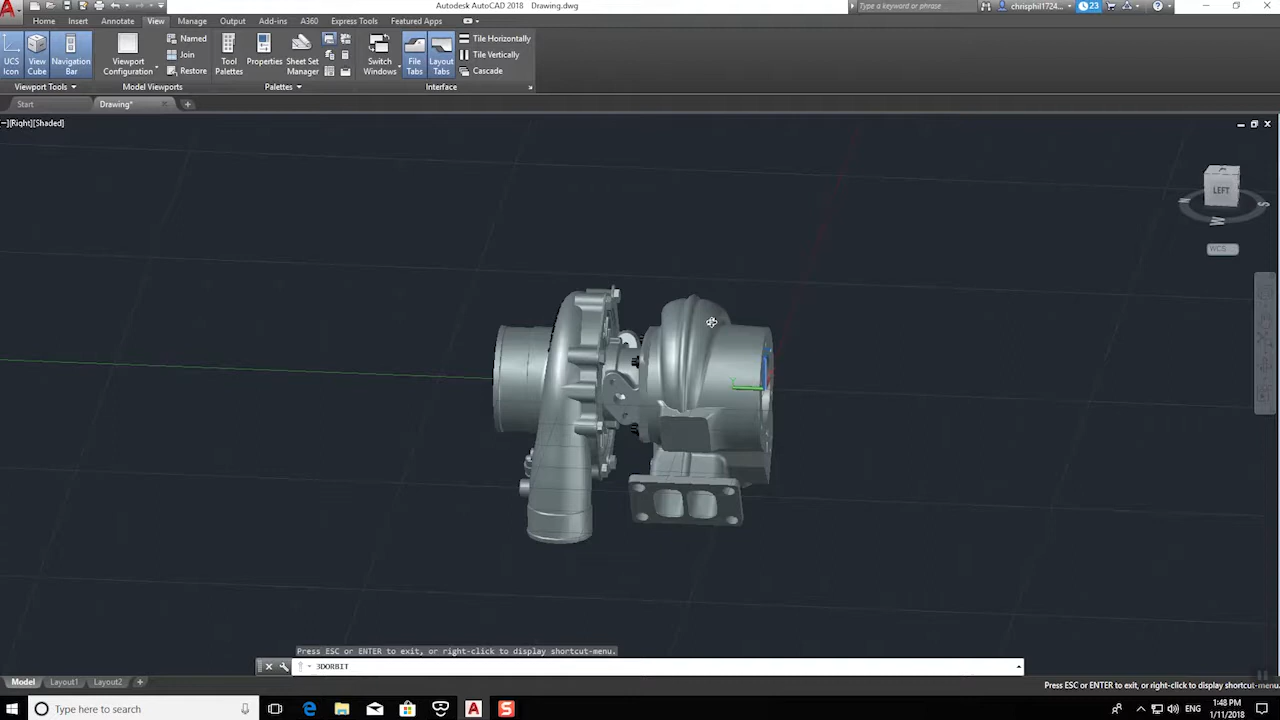 Autodesk AutoCAD 2018 Drawing.dwg
Type a keyword or phrase
chrisphil1724...
23
Home Insert Annotate View Manage Output Add-ins A360 Express Tools Featured Apps
UCS Icon
View Cube
Navigation Bar
Viewport Tools
Viewport Configuration
Named
Join
Restore
Model Viewports
Tool Palettes
Properties
Sheet Set Manager
Palettes
Switch Windows
File Tabs
Layout Tabs
Tile Horizontally
Tile Vertically
Cascade
Interface
Start
Drawing*
[Right][Shaded]
LEFT
S
W
WCS
Y
Press ESC or ENTER to exit, or right-click to display shortcut-menu.
3DORBIT
Model Layout1 Layout2
Press ESC or ENTER to exit, or right-click to display shortcut-menu.
Type here to search
ENG
1:48 PM
1/11/2018